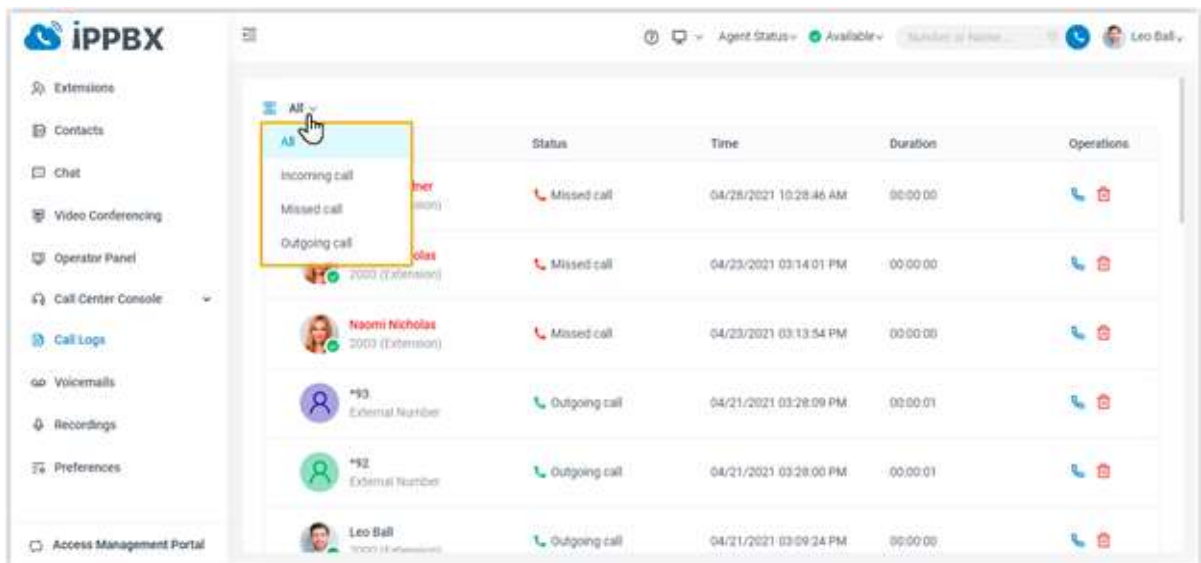 iPPBX
Agent Status
Available
Number or Name
Leo Ball
Extensions
Contacts
Chat
Video Conferencing
Operator Panel
Call Center Console
Call Logs
Voicemails
Recordings
Preferences
Access Management Portal
All
All
Incoming call
Missed call
Outgoing call
Status Time Duration Operations
Missed call 04/28/2021 10:28:46 AM 00:00:00
Missed call 04/23/2021 03:14:01 PM 00:00:00
2003 (Extension)
Naomi Nicholas
Missed call 04/23/2021 03:13:54 PM 00:00:00
2003 (Extension)
*93
Outgoing call 04/21/2021 03:28:09 PM 00:00:01
External Number
*92
Outgoing call 04/21/2021 03:28:00 PM 00:00:01
External Number
Leo Ball
Outgoing call 04/21/2021 03:09:24 PM 00:00:00